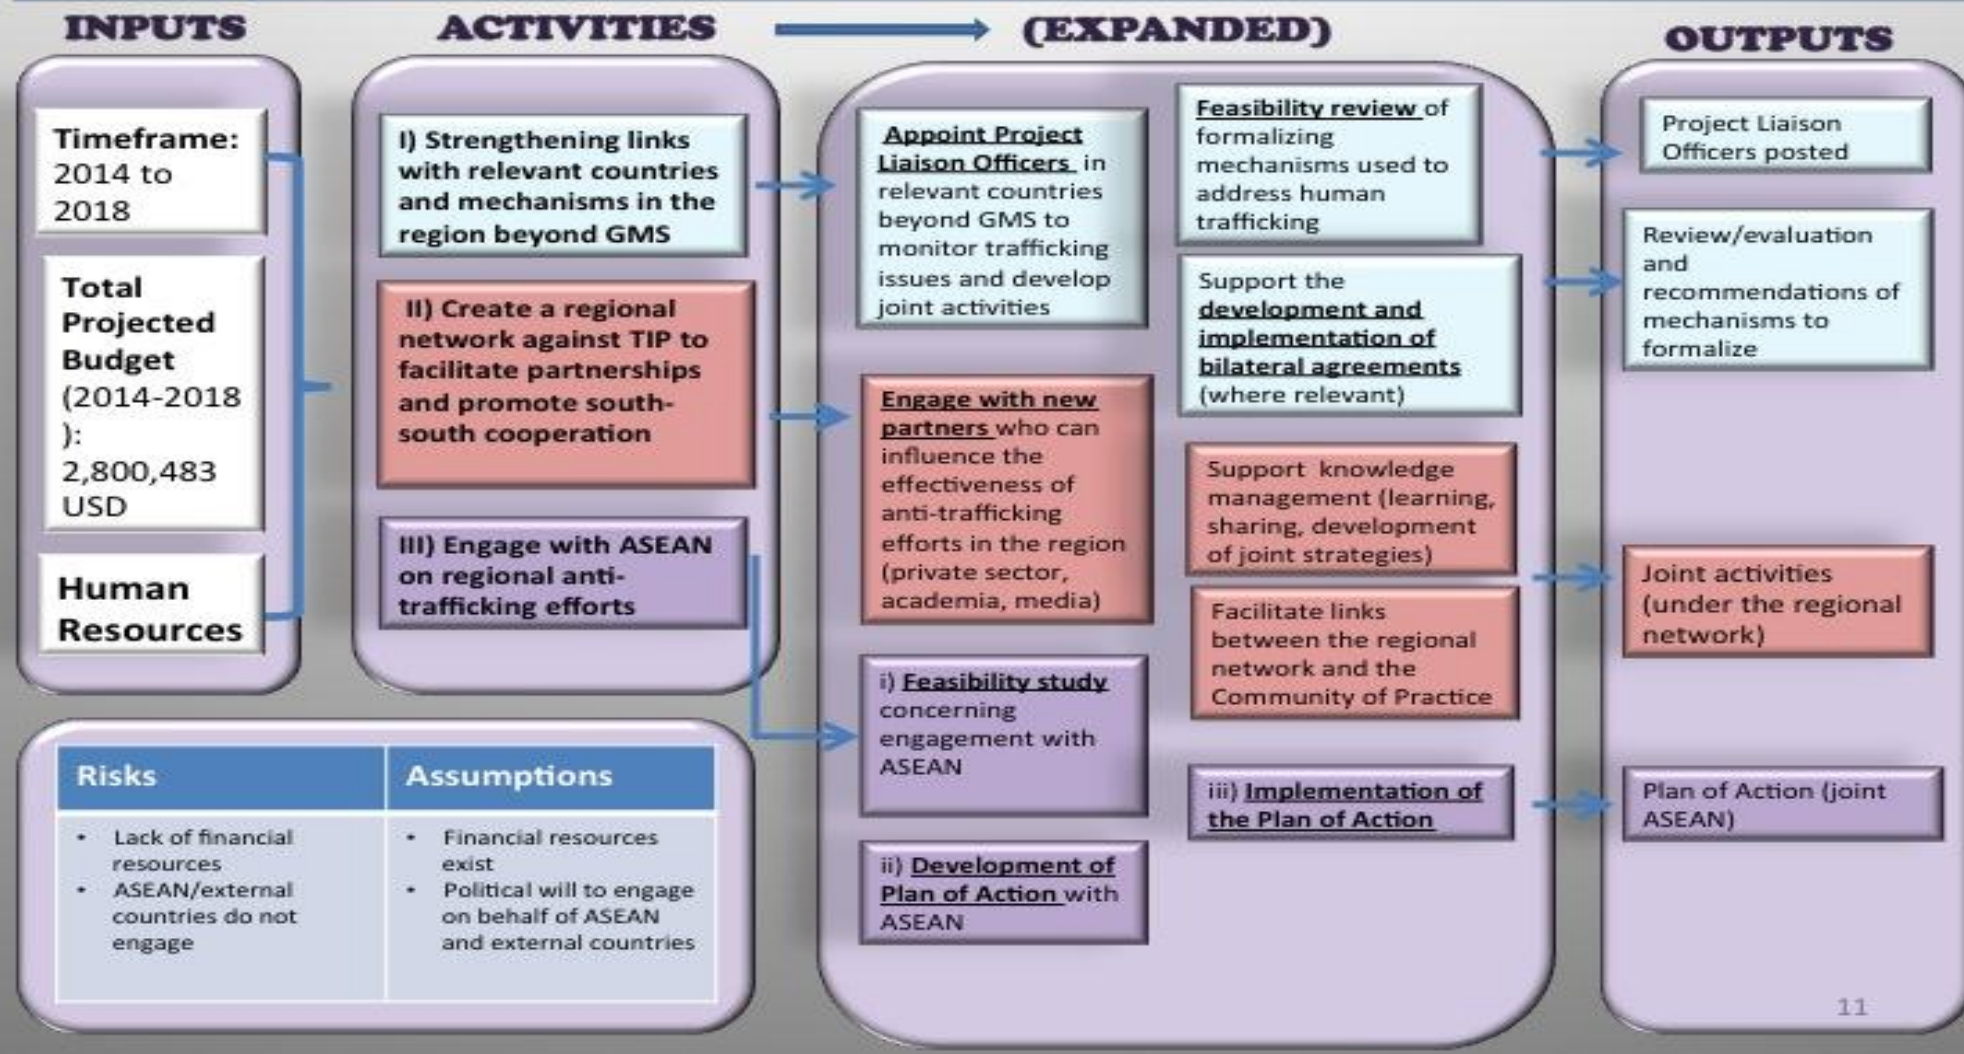 INPUTS
ACTIVITIES
(EXPANDED)
OUTPUTS
Timeframe:
2014 to
2018
Total
Projected
Budget
(2014-2018
):
2,800,483
USD
Human
Resources
I) Strengthening links
with relevant countries
and mechanisms in the
region beyond GMS
II) Create a regional
network against TIP to
facilitate partnerships
and promote south-
south cooperation
III) Engage with ASEAN
on regional anti-
trafficking efforts
Appoint Project
Liaison Officers in
relevant countries
beyond GMS to
monitor trafficking
issues and develop
joint activities
Engage with new
partners who can
influence the
effectiveness of
anti-trafficking
efforts in the region
(private sector,
academia, media)
i) Feasibility study
concerning
engagement with
ASEAN
ii) Development of
Plan of Action with
ASEAN
Feasibility review of
formalizing
mechanisms used to
address human
trafficking
Support the
development and
implementation of
bilateral agreements
(where relevant)
Support knowledge
management (learning,
sharing, development
of joint strategies)
Facilitate links
between the regional
network and the
Community of Practice
iii) Implementation of
the Plan of Action
Project Liaison
Officers posted
Review/evaluation
and
recommendations of
mechanisms to
formalize
Joint activities
(under the regional
network)
Plan of Action (joint
ASEAN)
Risks
• Lack of financial
resources
• ASEAN/external
countries do not
engage
Assumptions
• Financial resources
exist
• Political will to engage
on behalf of ASEAN
and external countries
11